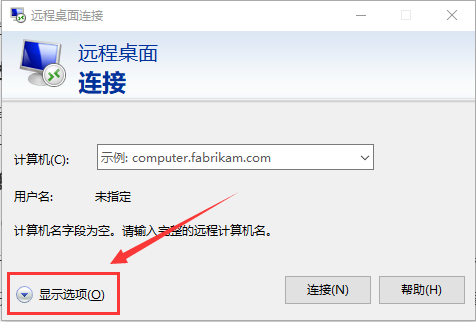 远程桌面连接
远程桌面
连接
计算机(C): 示例: computer.fabrikam.com
用户名: 未指定
计算机名字段为空。请输入完整的远程计算机名。
显示选项(O) 连接(N) 帮助(H)